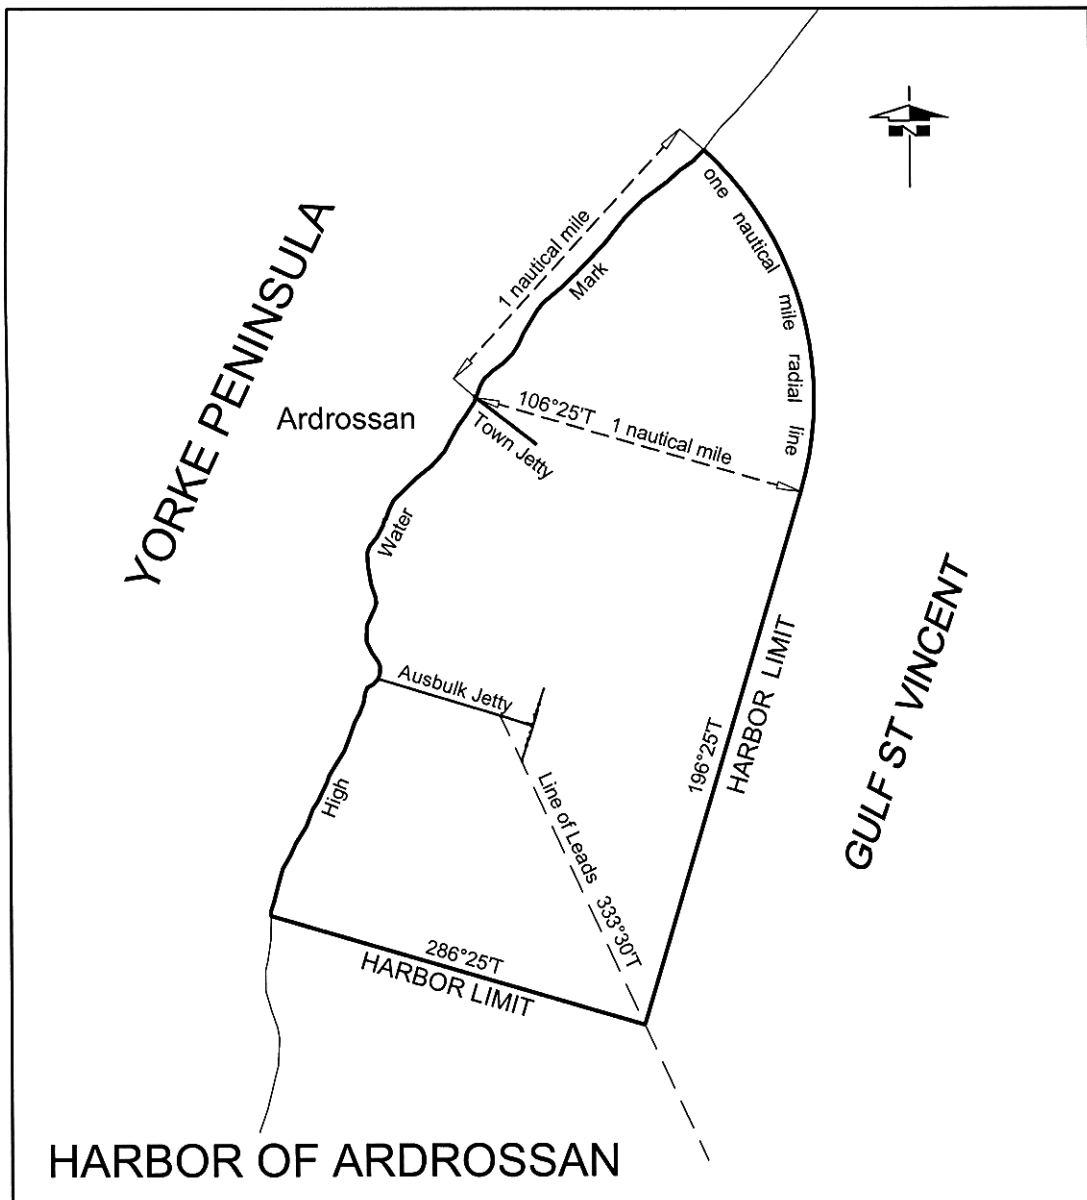 N
one nautical mile radial line
1 nautical mile
Mark
YORKE PENINSULA
Ardrossan
106°25'T 1 nautical mile
Town Jetty
Water
GULF ST VINCENT
HARBOR LIMIT
196°25'T
Ausbulk Jetty
High
Line of Leads 333°30'T
286°25'T
HARBOR LIMIT
HARBOR OF ARDROSSAN